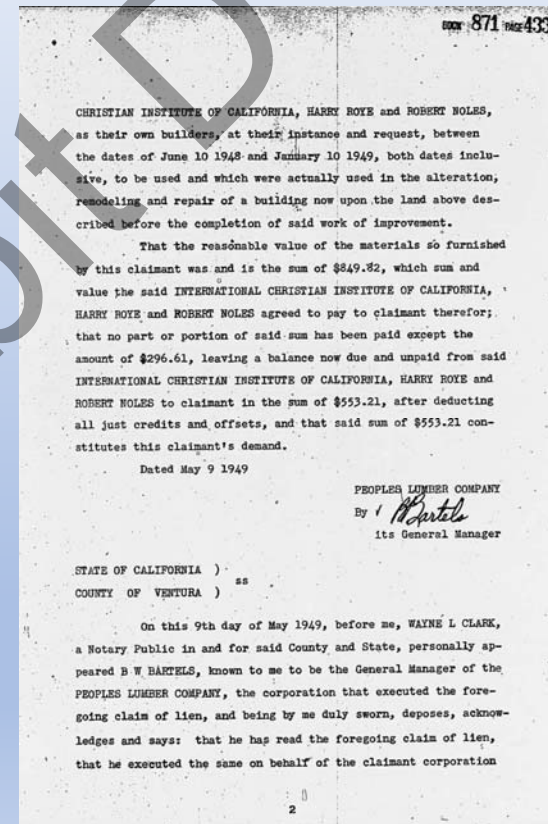 BOOK 871 PAGE 433
CHRISTIAN INSTITUTE OF CALIFORNIA, HARRY ROYE and ROBERT NOLES,
as their own builders, at their instance and request, between
the dates of June 10 1948 and January 10 1949, both dates inclu-
sive, to be used and which were actually used in the alteration,
remodeling and repair of a building now upon the land above des-
cribed before the completion of said work of improvement.
That the reasonable value of the materials so furnished
by this claimant was and is the sum of $849.82, which sum and
value the said INTERNATIONAL CHRISTIAN INSTITUTE OF CALIFORNIA,
HARRY ROYE and ROBERT NOLES agreed to pay to claimant therefor;
that no part or portion of said sum has been paid except the
amount of $296.61, leaving a balance now due and unpaid from said
INTERNATIONAL CHRISTIAN INSTITUTE OF CALIFORNIA, HARRY ROYE and
ROBERT NOLES to claimant in the sum of $553.21, after deducting
all just credits and offsets, and that said sum of $553.21 con-
stitutes this claimant's demand.
Dated May 9 1949
PEOPLES LUMBER COMPANY
By BWBartels
its General Manager
STATE OF CALIFORNIA )
ss
COUNTY OF VENTURA )
On this 9th day of May 1949, before me, WAYNE L CLARK,
a Notary Public in and for said County and State, personally ap-
peared B W BARTELS, known to me to be the General Manager of the
PEOPLES LUMBER COMPANY, the corporation that executed the fore-
going claim of lien, and being by me duly sworn, deposes, acknow-
ledges and says: that he has read the foregoing claim of lien,
that he executed the same on behalf of the claimant corporation
2